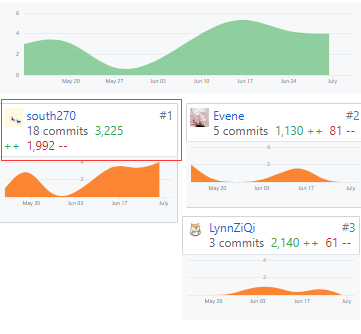 6
4
2
0
May 20 May 27 Jun 03 Jun 10 Jun 17 Jun 24 July
south270 #1
18 commits 3,225
++ 1,992 --
4
2
May 20 Jun 03 Jun 17 July
Evene #2
5 commits 1,130 ++ 81 --
4
2
May 20 Jun 03 Jun 17 July
LynnZiQi #3
3 commits 2,140 ++ 61 --
4
2
May 20 Jun 03 Jun 17 July